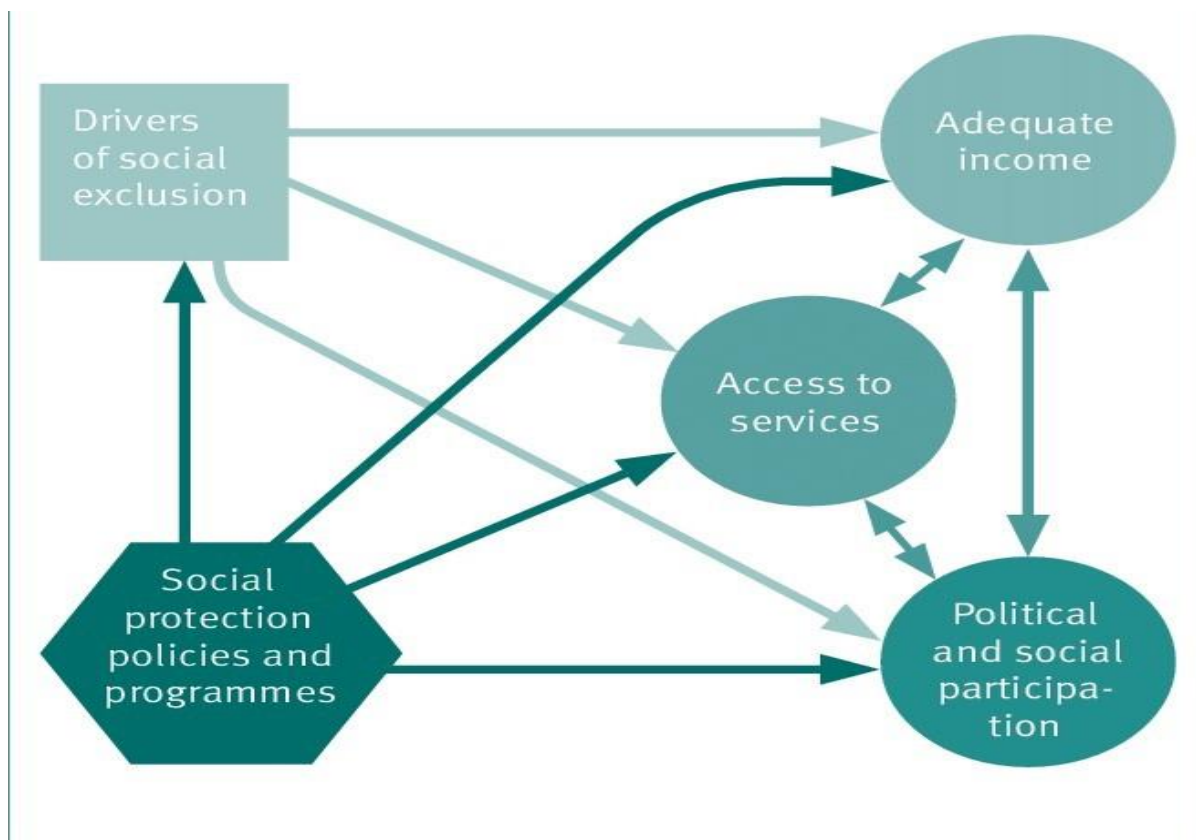 Drivers
of social
exclusion
Adequate
income
Access to
services
Social
protection
policies and
programmes
Political
and social
participa-
tion